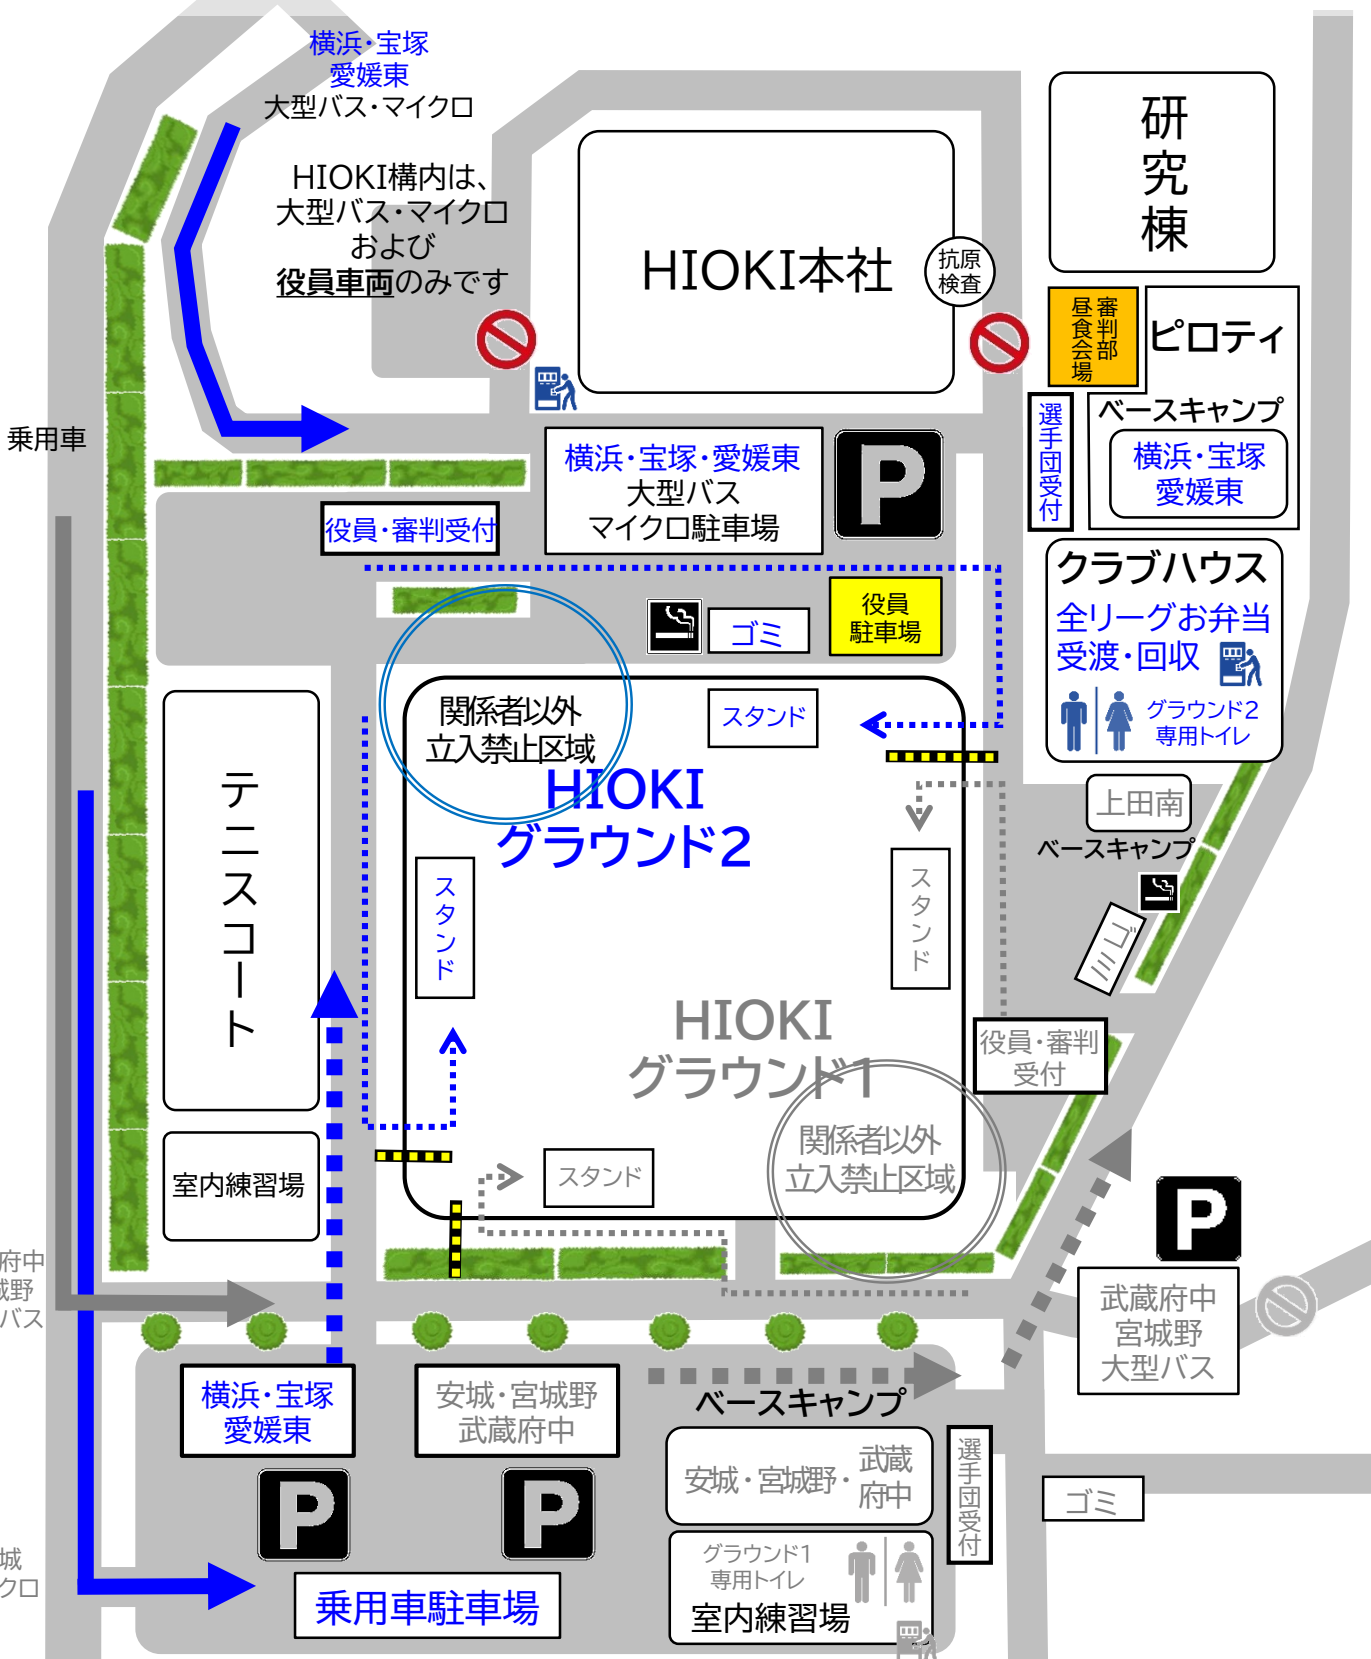 横浜・宝塚
愛媛東
大型バス・マイクロ
HIOKI構内は、
大型バス・マイクロ
および
役員車両のみです
HIOKI本社
抗原
検査
研究棟
審判部
昼食会場
ピロティ
ベースキャンプ
横浜・宝塚
愛媛東
選手団受付
乗用車
横浜・宝塚・愛媛東
大型バス
マイクロ駐車場
P
役員・審判受付
クラブハウス
全リーグお弁当
受渡・回収
グラウンド2
専用トイレ
役員
駐車場
ゴミ
関係者以外
立入禁止区域
スタンド
HIOKI
グラウンド2
テニスコート
スタンド
スタンド
上田南
ベースキャンプ
ゴミ
HIOKI
グラウンド1
役員・審判
受付
関係者以外
立入禁止区域
スタンド
室内練習場
P
武蔵府中
宮城野
大型バス
府中
城野
バス
横浜・宝塚
愛媛東
安城・宮城野
武蔵府中
ベースキャンプ
安城・宮城野・武蔵
府中
選手団受付
ゴミ
P
P
グラウンド1
専用トイレ
室内練習場
乗用車駐車場
城
クロ